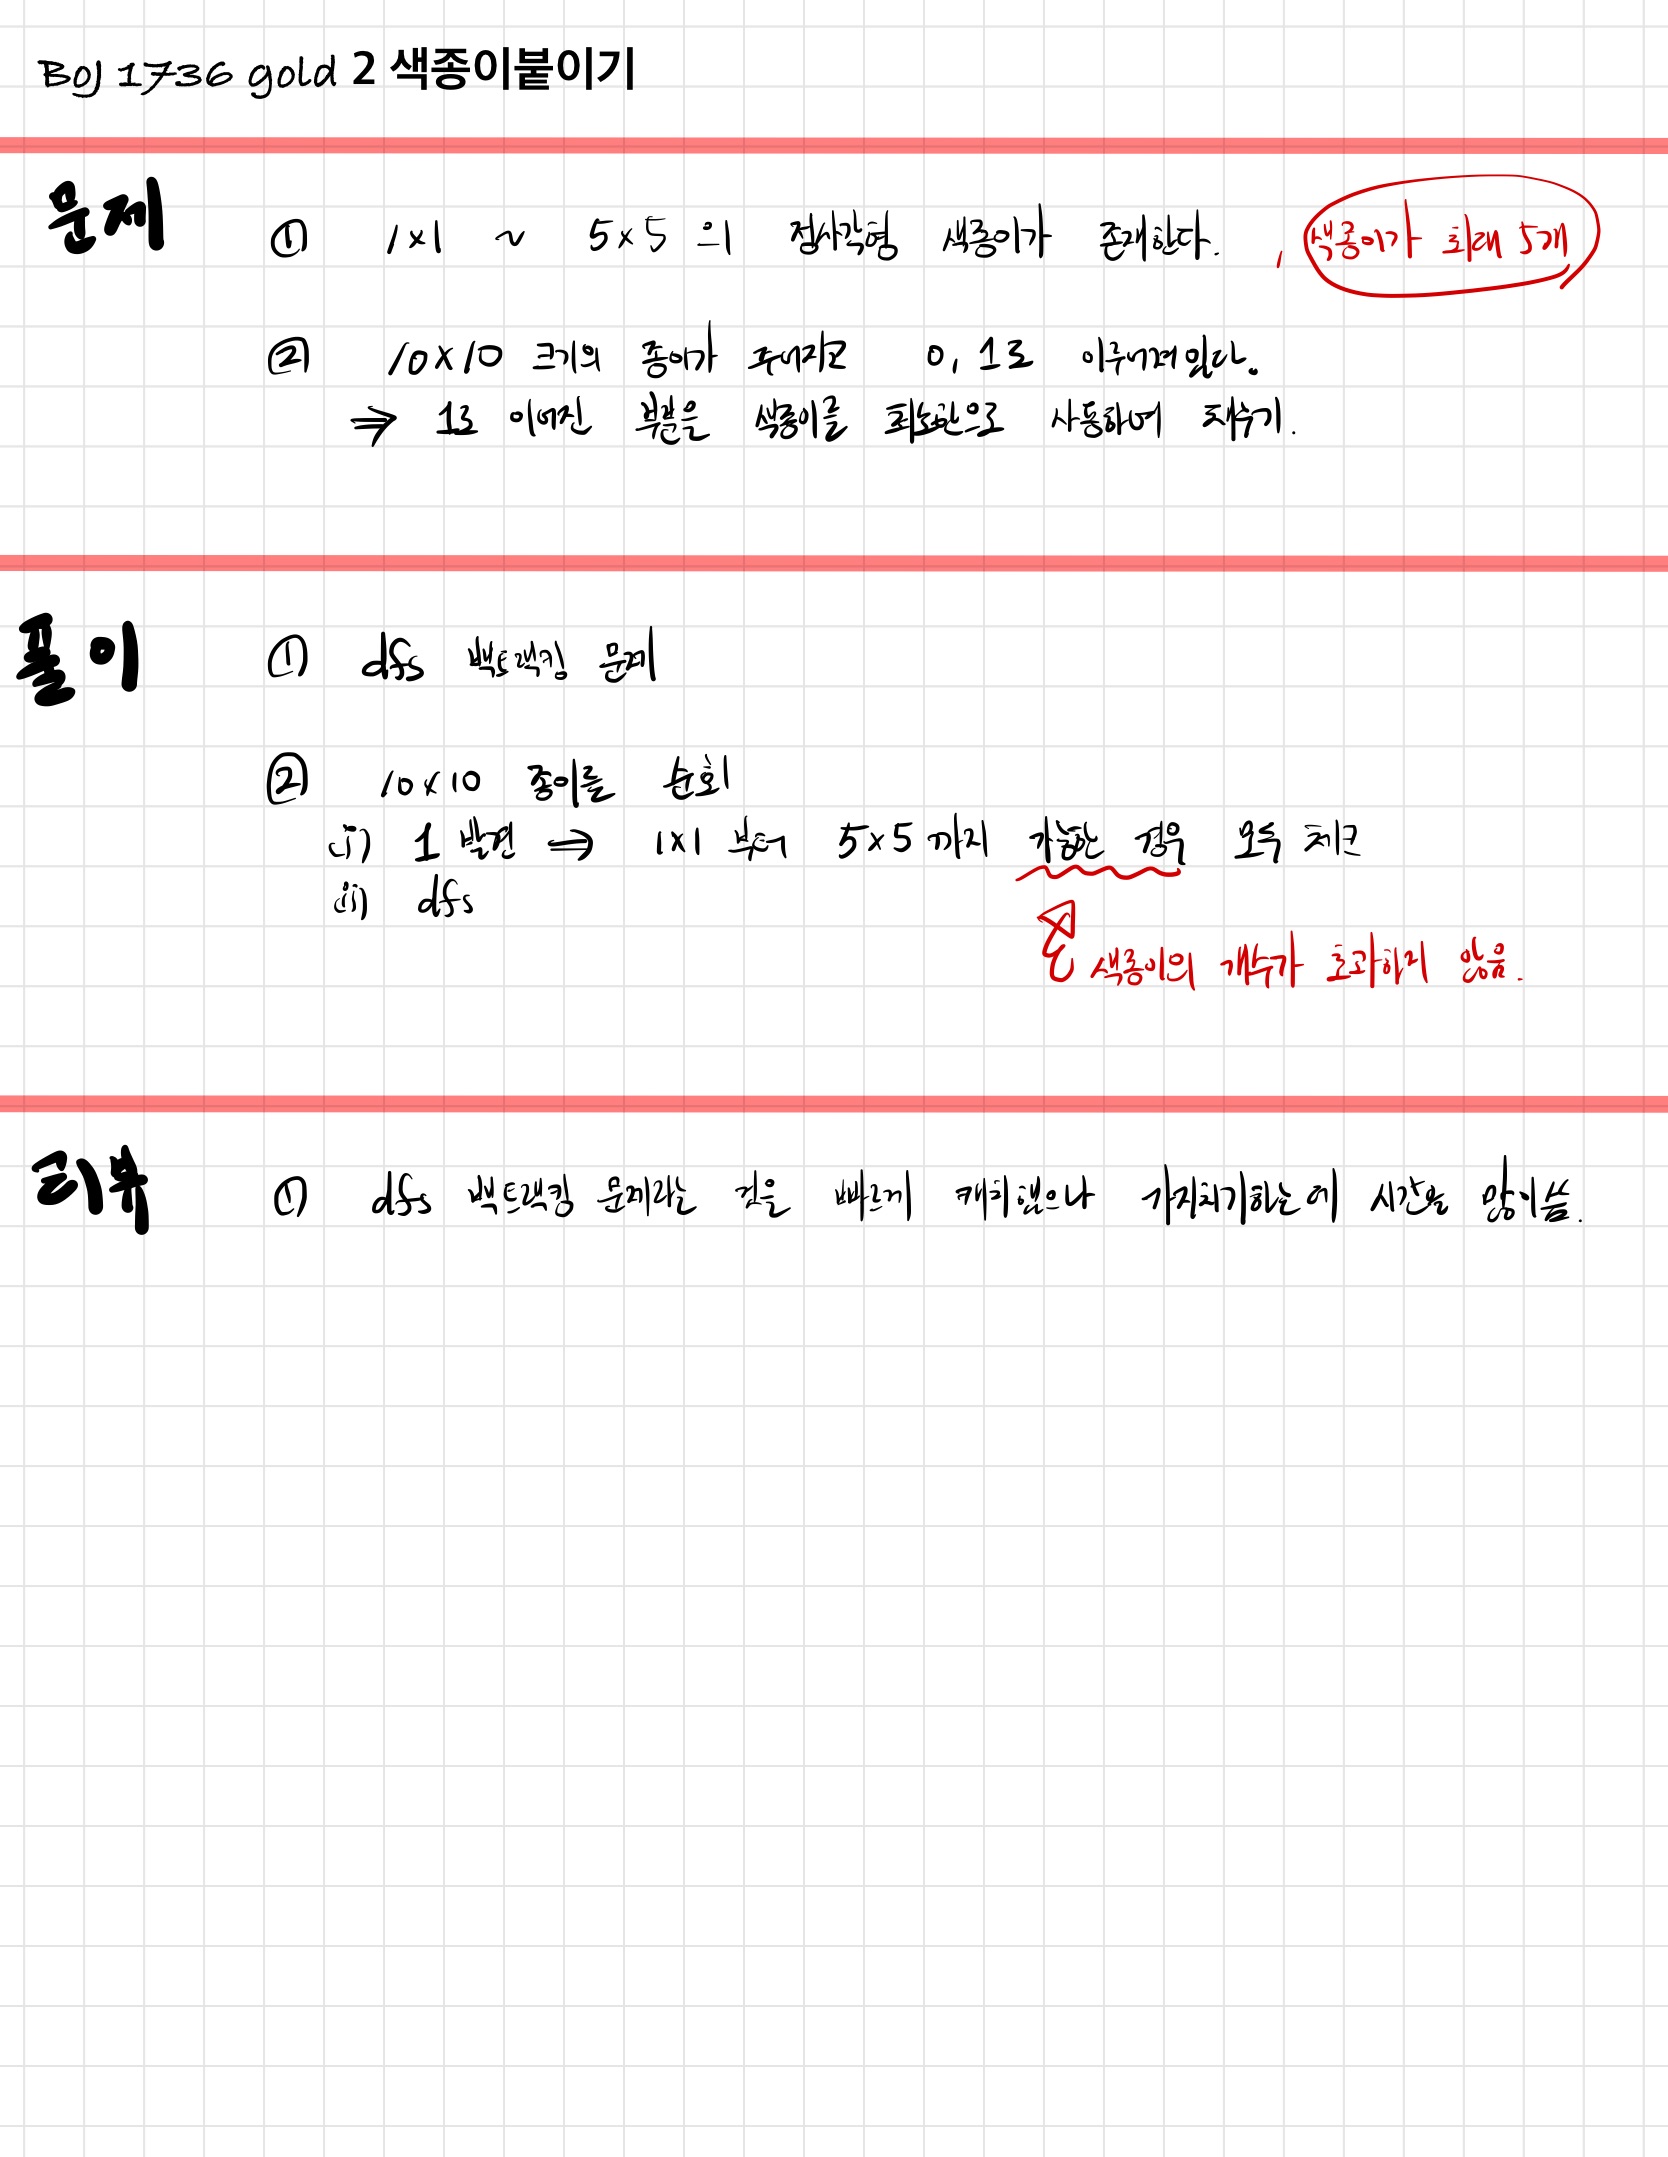 BOJ 1736 gold 2 색종이붙이기
문제
① 1×1 ~ 5×5 의 정사각형 색종이가 존재한다. , 색종이가 최대 5개
② 10×10 크기의 종이가 주어지고 0, 1로 이루어져있다.
⇒ 1로 이어진 부분을 색종이를 최소한으로 사용하여 채우기.
풀이
① dfs 백트랙킹 문제
② 10×10 종이를 순회
i) 1 발견 ⇒ 1×1 부터 5×5 까지 가능한 경우 모두 체크
ii) dfs
색종이의 개수가 초과하지 않음.
리뷰
① dfs 백트랙킹 문제라는 것을 빠르게 캐치했으나 가지치기하는에 시간을 많이씀.